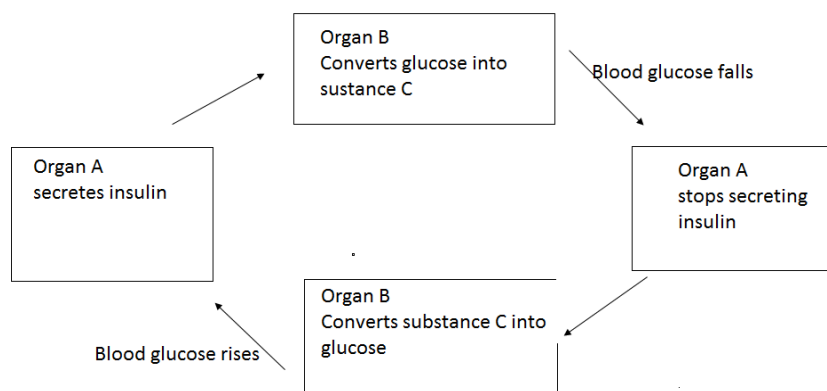 Organ B
Converts glucose into
sustance C
Blood glucose falls
Organ A
secretes insulin
Organ A
stops secreting
insulin
Organ B
Converts substance C into
glucose
Blood glucose rises